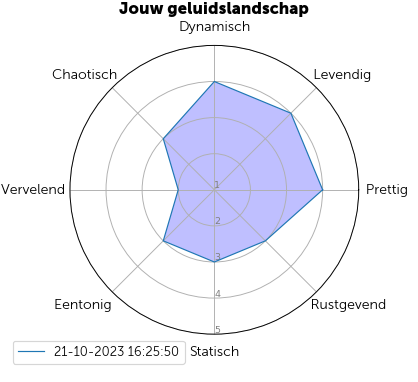 Jouw geluidslandschap
Dynamisch
Chaotisch
Levendig
Vervelend
Prettig
1
2
3
4
5
Eentonig
Rustgevend
Statisch
21-10-2023 16:25:50